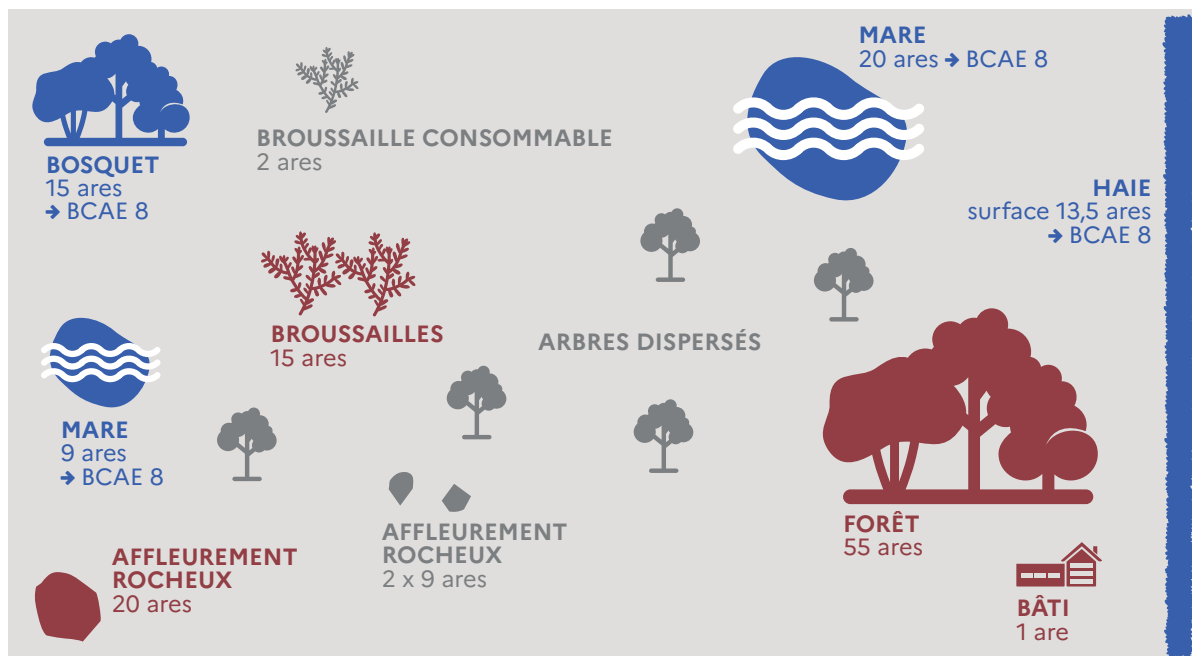 MARE
20 ares → BCAE 8
BROUSSAILLE CONSOMMABLE
2 ares
BOSQUET
15 ares
→ BCAE 8
HAIE
surface 13,5 ares
→ BCAE 8
BROUSSAILLES
15 ares
ARBRES DISPERSÉS
MARE
9 ares
→ BCAE 8
FORÊT
55 ares
AFFLEUREMENT
ROCHEUX
2 x 9 ares
AFFLEUREMENT
ROCHEUX
20 ares
BÂTI
1 are